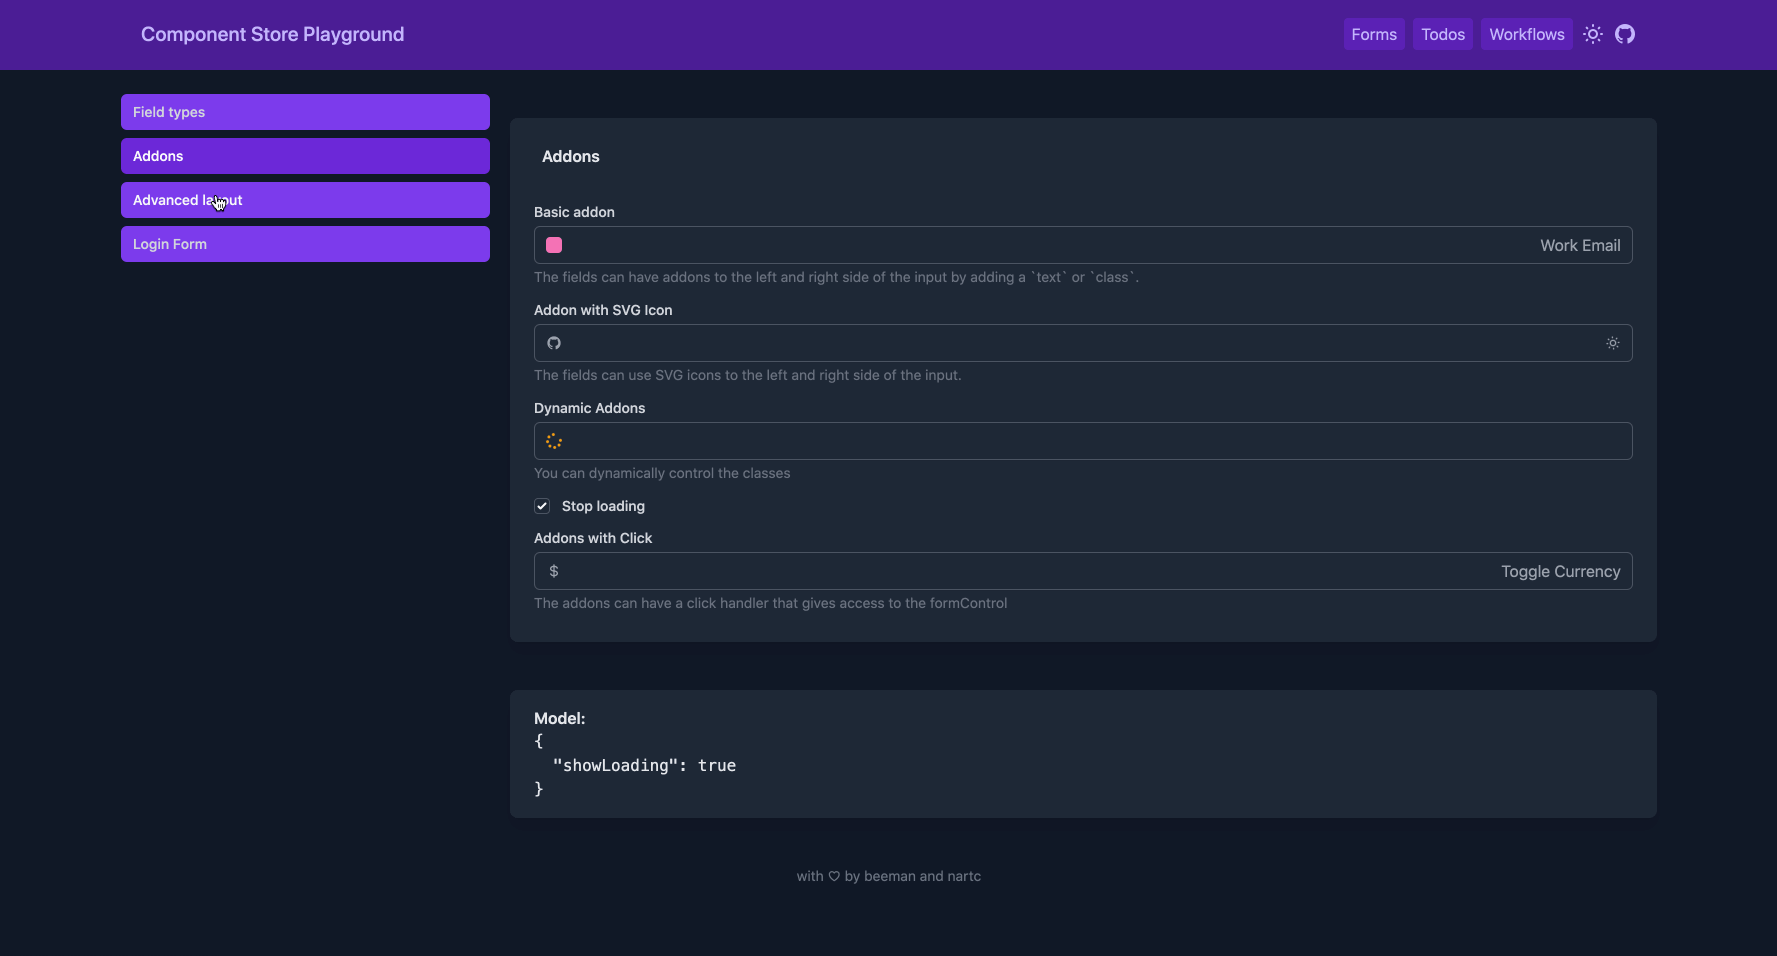 Component Store Playground
Forms
Todos
Workflows
Field types
Addons
Advanced layout
Login Form
Addons
Basic addon
Work Email
The fields can have addons to the left and right side of the input by adding a `text` or `class`.
Addon with SVG Icon
The fields can use SVG icons to the left and right side of the input.
Dynamic Addons
You can dynamically control the classes
Stop loading
Addons with Click
$
Toggle Currency
The addons can have a click handler that gives access to the formControl
Model:
{
  "showLoading": true
}
with ♡ by beeman and nartc